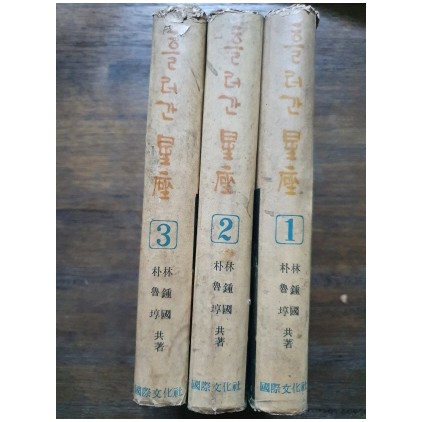 흘러간 星座
3
林鍾國
朴魯埻
共著
國際文化社
흘러간 星座
2
林鍾國
朴魯埻
共著
國際文化社
흘러간 星座
1
林鍾國
朴魯埻
共著
國際文化社